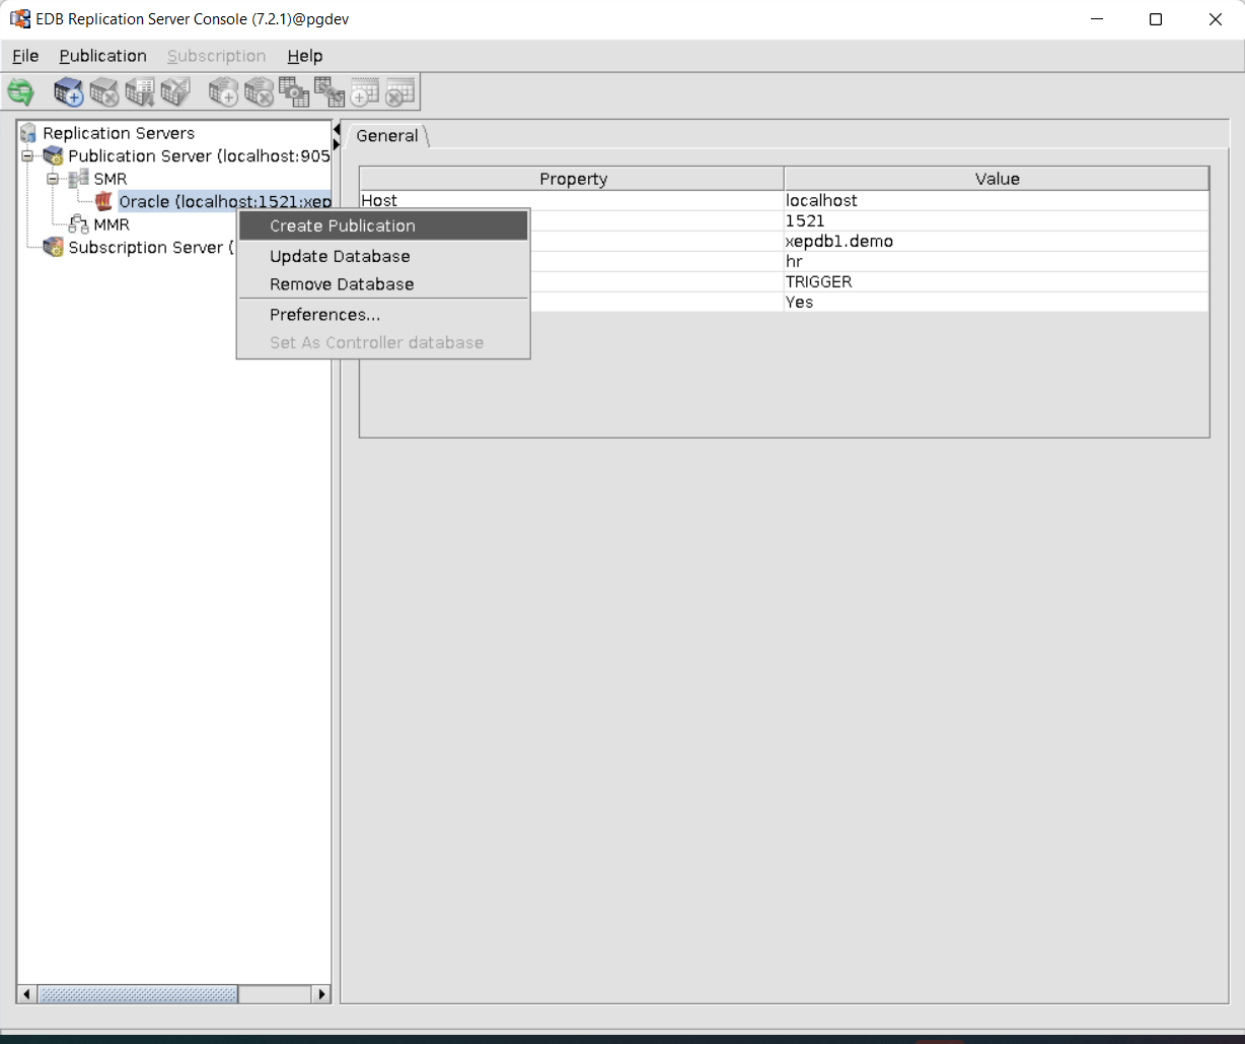 EDB Replication Server Console (7.2.1)@pgdev
File Publication Subscription Help
Replication Servers
Publication Server (localhost:905
SMR
Oracle (localhost:1521:xep
MMR
Subscription Server (
Create Publication
Update Database
Remove Database
Preferences...
Set As Controller database
General
Property Value
Host localhost
1521
xepdb1.demo
hr
TRIGGER
Yes